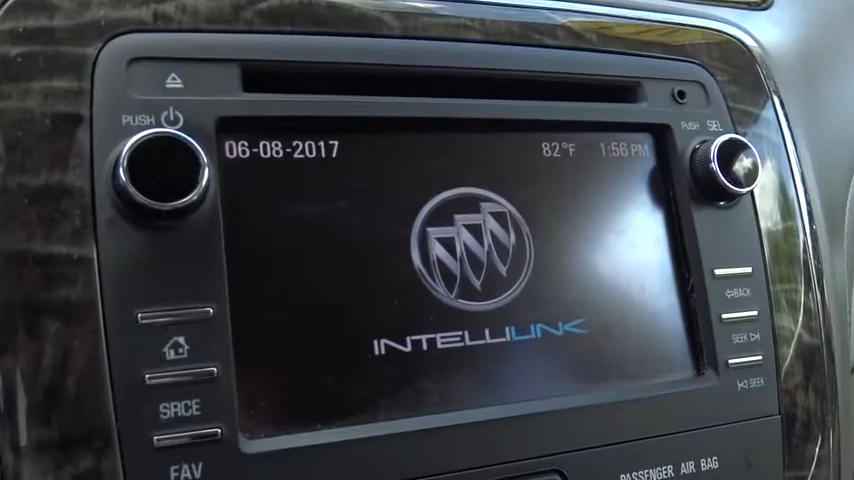 PUSH
PUSH SEL
06-08-2017 82°F 1:56 PM
INTELLILINK
BACK
SEEK
SEEK
SRCE
FAV
PASSENGER AIR BAG